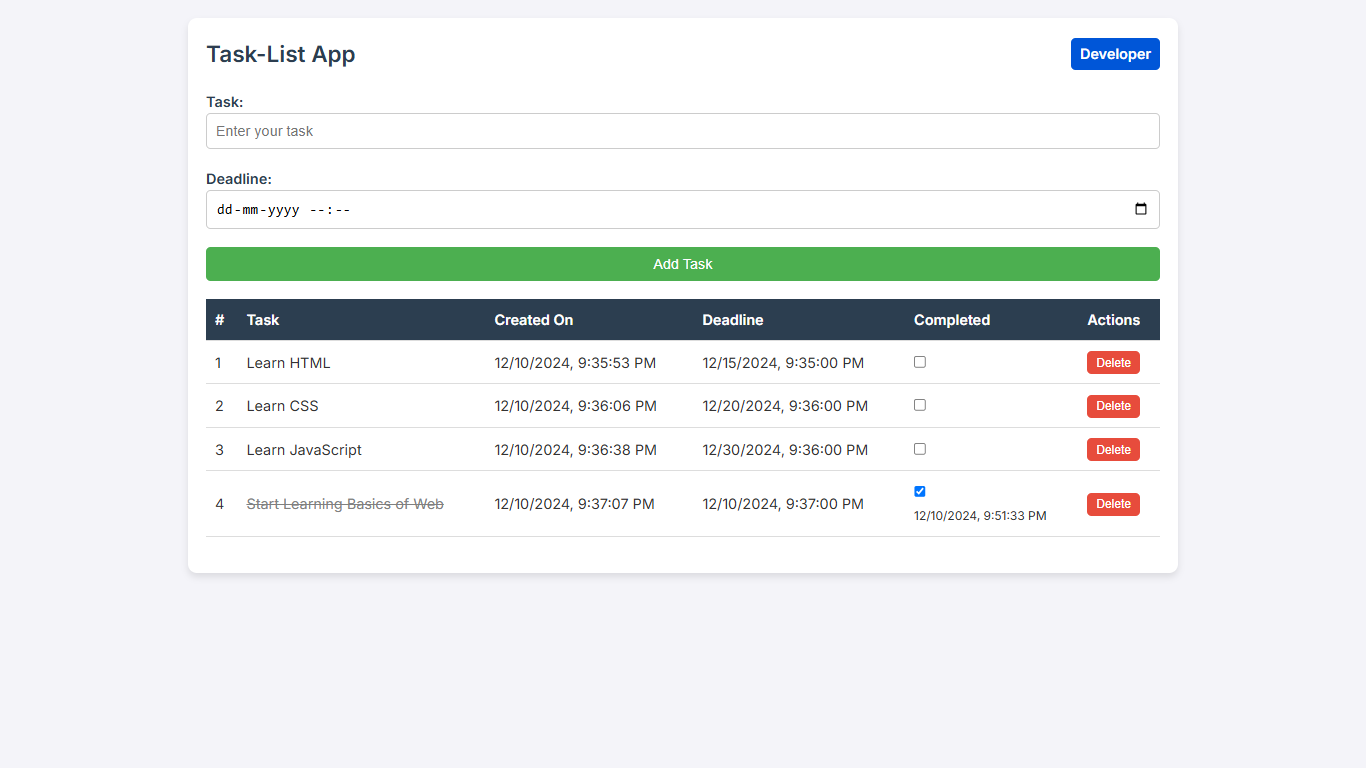 Task-List App Developer
Task:
Enter your task
Deadline:
dd-mm-yyyy --:--
Add Task
# Task Created On Deadline Completed Actions
1 Learn HTML 12/10/2024, 9:35:53 PM 12/15/2024, 9:35:00 PM Delete
2 Learn CSS 12/10/2024, 9:36:06 PM 12/20/2024, 9:36:00 PM Delete
3 Learn JavaScript 12/10/2024, 9:36:38 PM 12/30/2024, 9:36:00 PM Delete
4 Start Learning Basics of Web 12/10/2024, 9:37:07 PM 12/10/2024, 9:37:00 PM Delete
12/10/2024, 9:51:33 PM